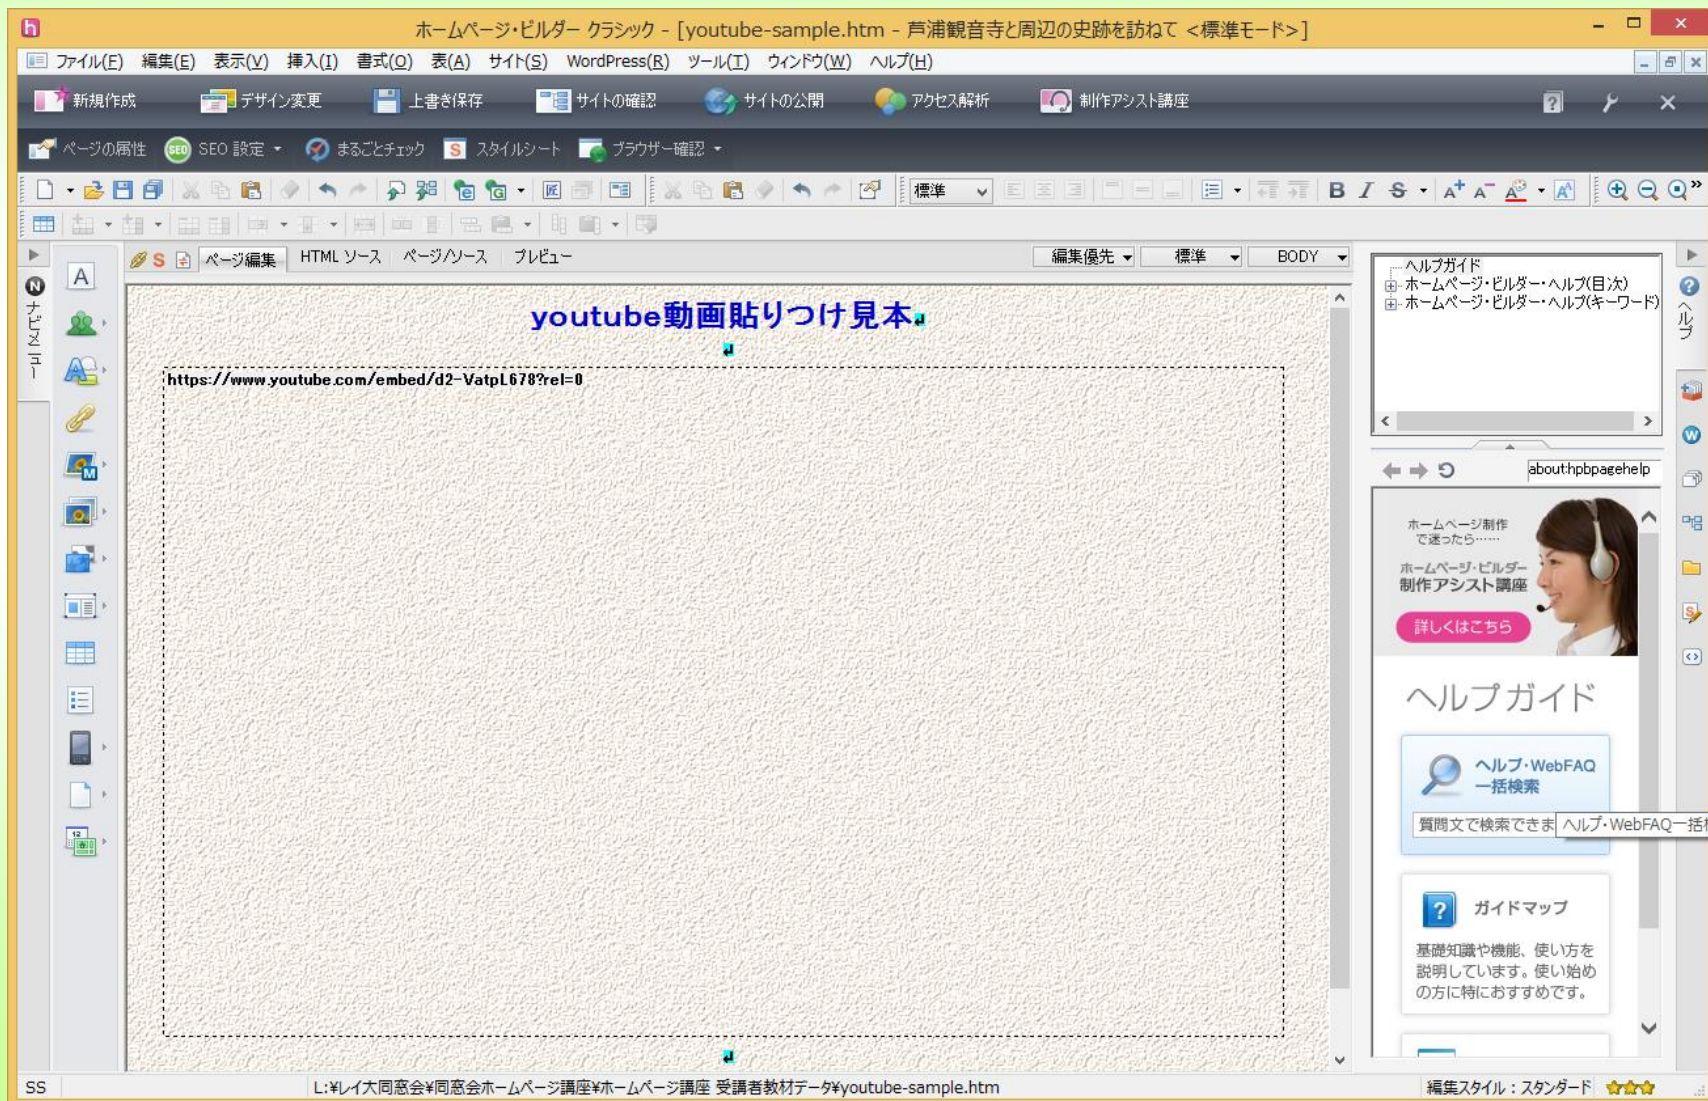 ホームページ・ビルダー クラシック - [youtube-sample.htm - 芦浦観音寺と周辺の史跡を訪ねて <標準モード>]
ファイル(F) 編集(E) 表示(V) 挿入(I) 書式(O) 表(A) サイト(S) WordPress(R) ツール(T) ウィンドウ(W) ヘルプ(H)
新規作成 デザイン変更 上書き保存 サイトの確認 サイトの公開 アクセス解析 制作アシスト講座
ページの属性 SEO 設定 まるごとチェック スタイルシート ブラウザー確認
標準
ページ編集 HTML ソース ページ/ソース プレビュー 編集優先 標準 BODY
ナビメニュー
youtube動画貼りつけ見本
https://www.youtube.com/embed/d2-VatpL678?rel=0
ヘルプガイド
ホームページ・ビルダー・ヘルプ(目次)
ホームページ・ビルダー・ヘルプ(キーワード)
ヘルプ
about:hpbpagehelp
ホームページ制作
で迷ったら……
ホームページ・ビルダー
制作アシスト講座
詳しくはこちら
ヘルプガイド
ヘルプ・WebFAQ
一括検索
質問文で検索できま
ヘルプ・WebFAQ一括
ガイドマップ
基礎知識や機能、使い方を
説明しています。使い始め
の方に特におすすめです。
SS L:¥レイ大同窓会¥同窓会ホームページ講座¥ホームページ講座 受講者教材データ¥youtube-sample.htm 編集スタイル：スタンダード